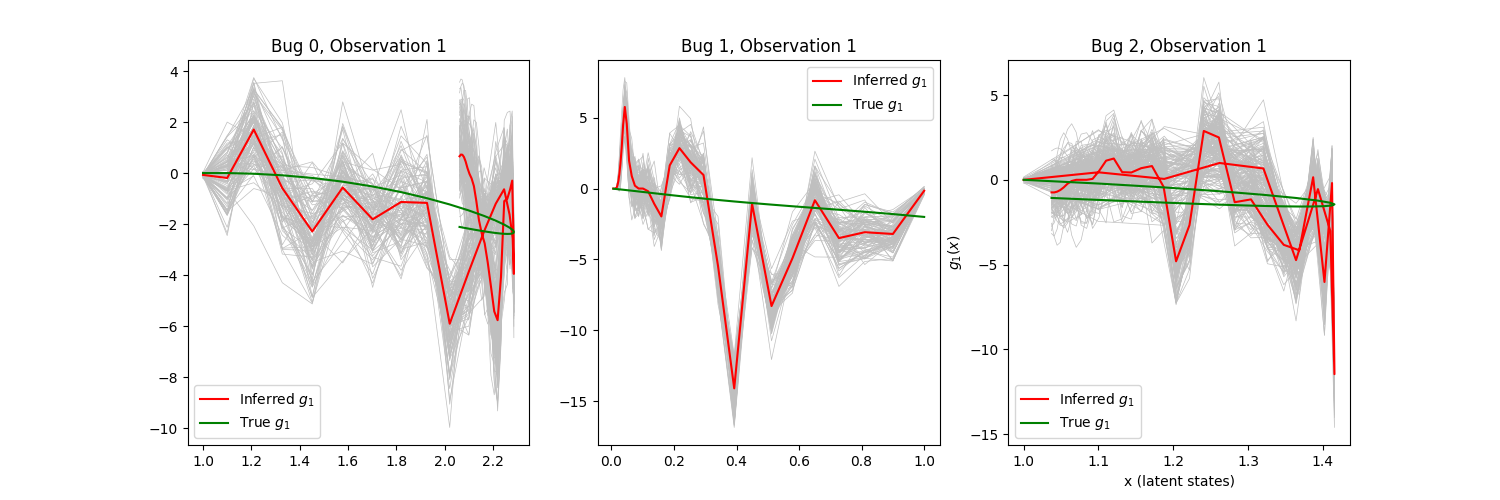 Bug 0, Observation 1
4
2
0
−2
−4
−6
−8
−10
1.0 1.2 1.4 1.6 1.8 2.0 2.2
Inferred g₁
True g₁
Bug 1, Observation 1
5
0
−5
−10
−15
0.0 0.2 0.4 0.6 0.8 1.0
Inferred g₁
True g₁
Bug 2, Observation 1
g₁(x)
5
0
−5
−10
−15
1.0 1.1 1.2 1.3 1.4
x (latent states)
Inferred g₁
True g₁